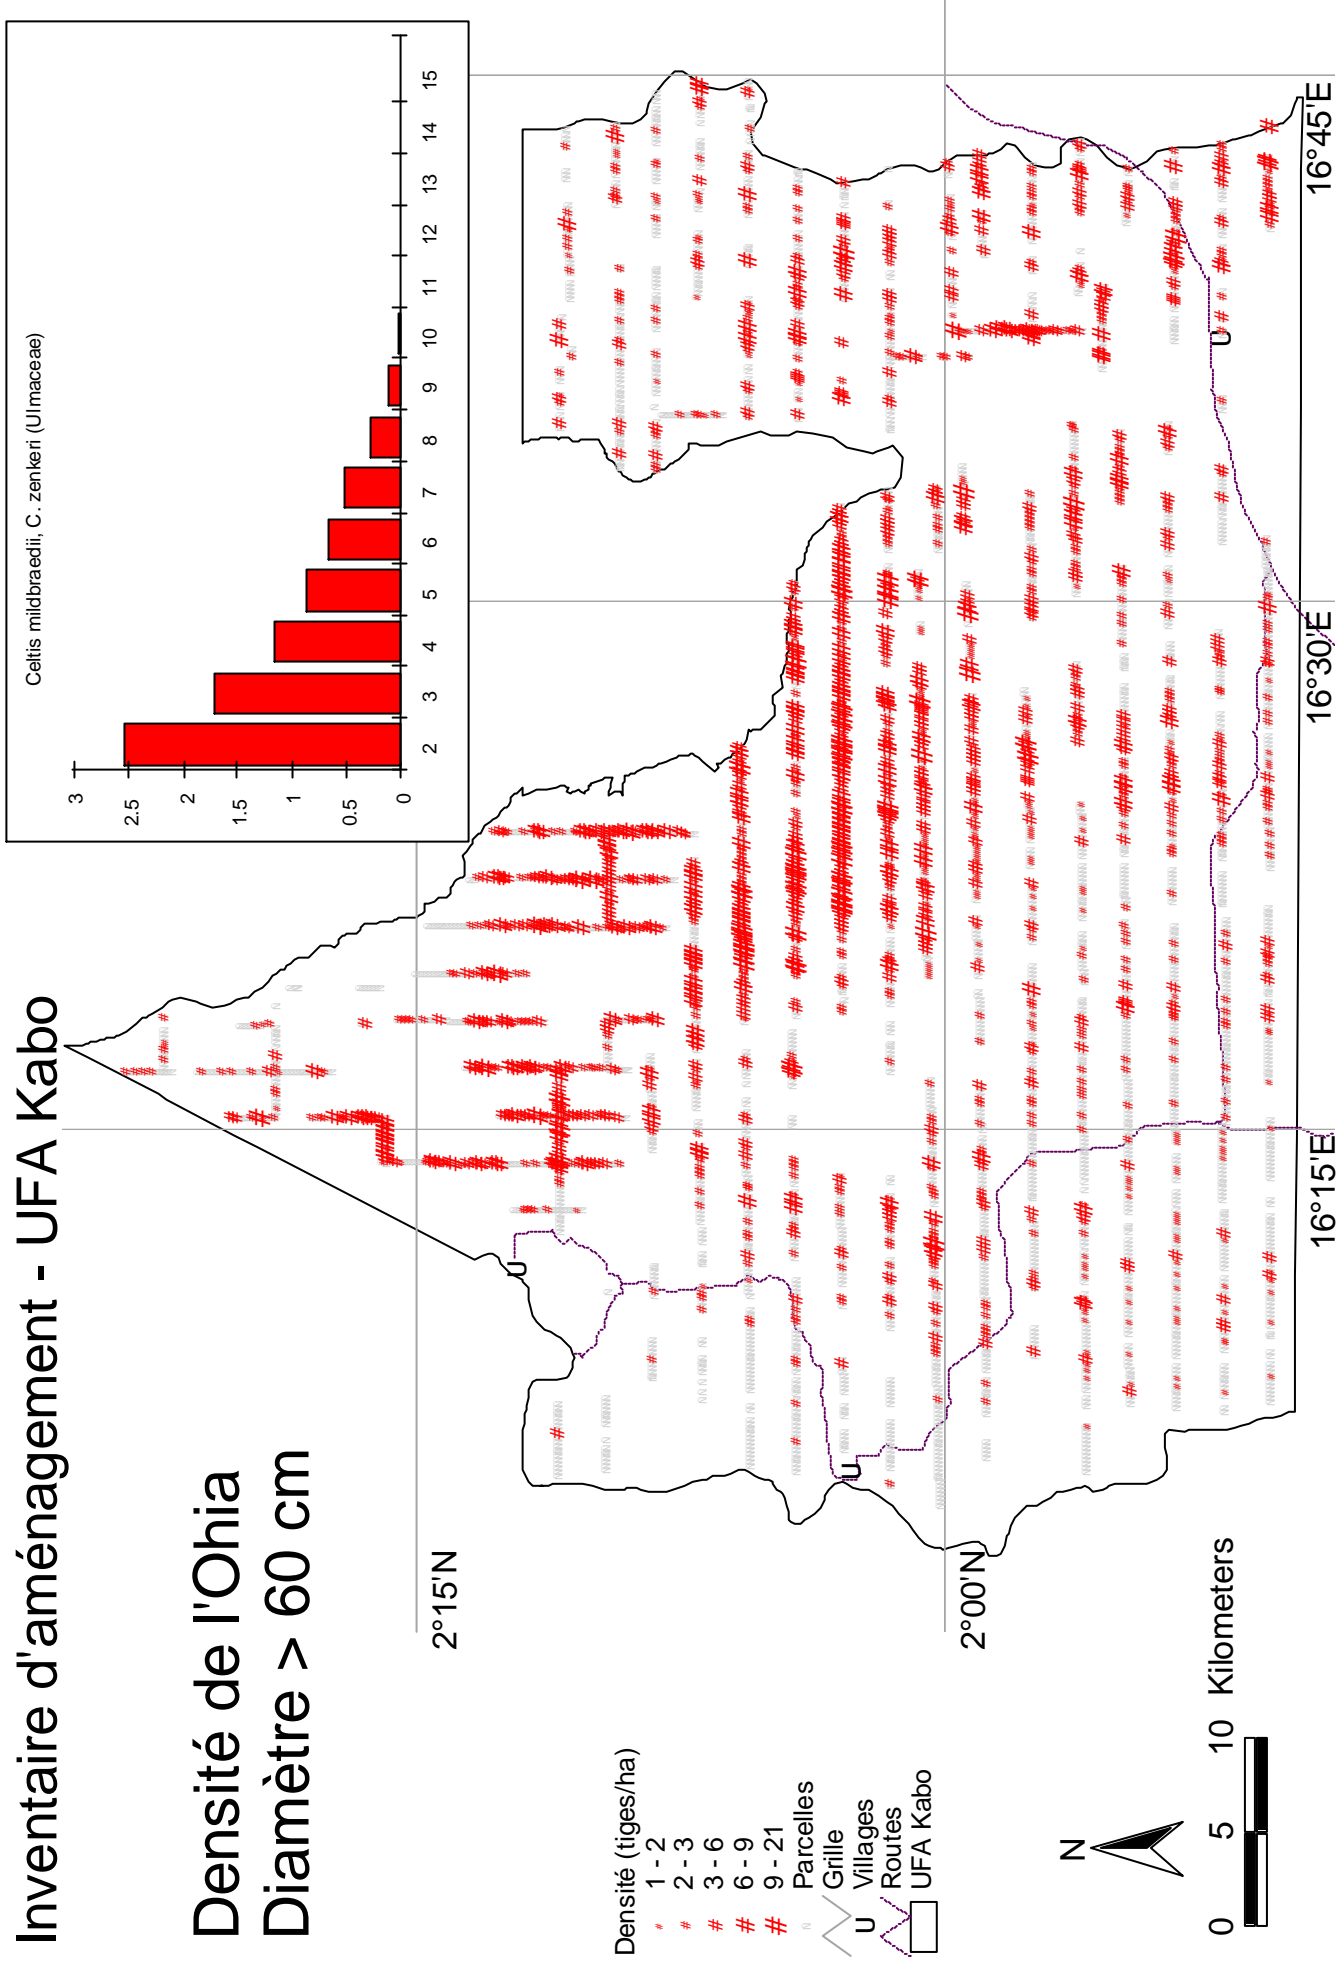 Inventaire d'aménagement - UFA Kabo
Densité de l'Ohia
Diamètre > 60 cm
Celtis mildbraedii, C. zenkeri (Ulmaceae)
3
2.5
2
1.5
1
0.5
0
2 3 4 5 6 7 8 9 10 11 12 13 14 15
2°15'N
2°00'N
16°15'E
16°30'E
16°45'E
U
U
U
Densité (tiges/ha)
1 - 2
2 - 3
3 - 6
6 - 9
9 - 21
Parcelles
Grille
U Villages
Routes
UFA Kabo
N
0 5 10 Kilometers